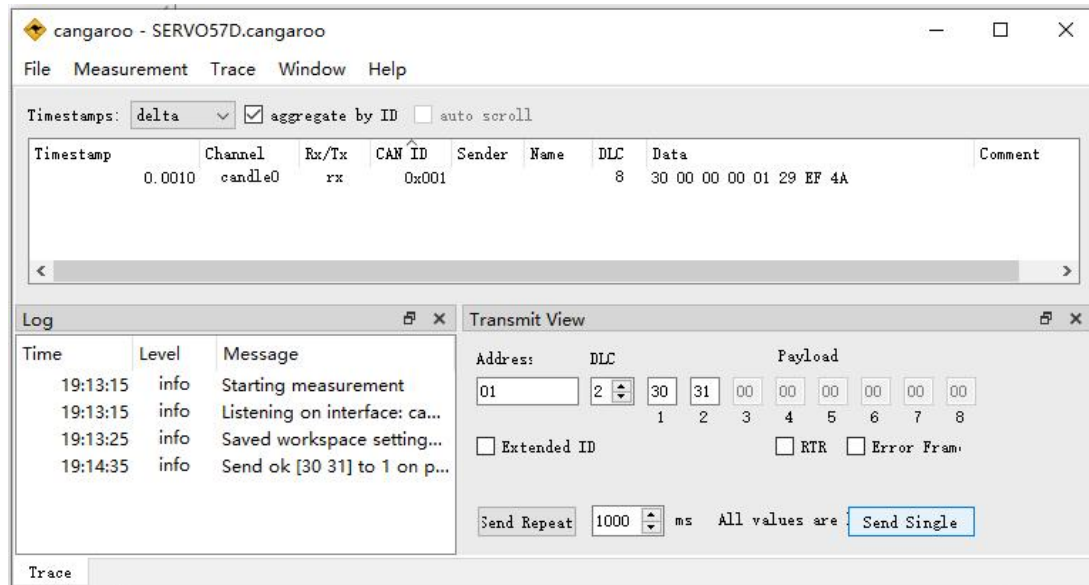 cangaroo - SERVO57D.cangaroo
File Measurement Trace Window Help
Timestamps: delta aggregate by ID auto scroll
Timestamp Channel Rx/Tx CAN ID Sender Name DLC Data Comment
0.0010 candle0 rx 0x001 8 30 00 00 00 01 29 EF 4A
Log
Time Level Message
19:13:15 info Starting measurement
19:13:15 info Listening on interface: ca...
19:13:25 info Saved workspace setting...
19:14:35 info Send ok [30 31] to 1 on p...
Transmit View
Address: DLC Payload
01 2 30 31 00 00 00 00 00 00
1 2 3 4 5 6 7 8
Extended ID RTR Error Fram
Send Repeat 1000 ms All values are Send Single
Trace